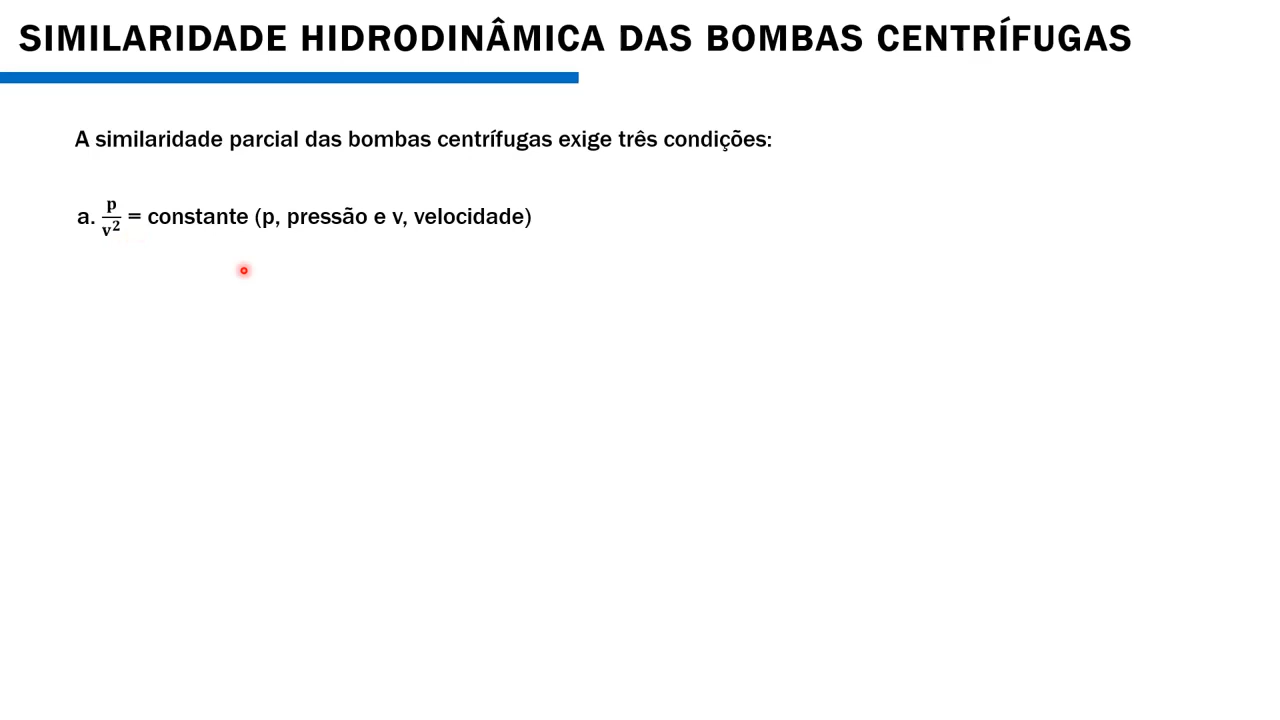 SIMILARIDADE HIDRODINÂMICA DAS BOMBAS CENTRÍFUGAS
A similaridade parcial das bombas centrífugas exige três condições:
a. p/v² = constante (p, pressão e v, velocidade)